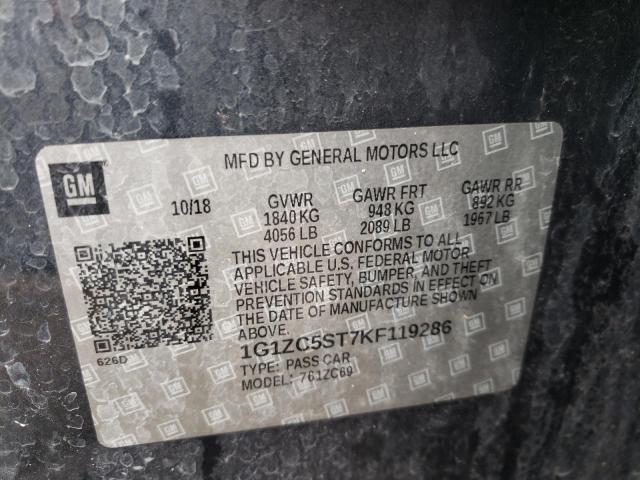 MFD BY GENERAL MOTORS LLC
GM
10/18 GVWR GAWR FRT GAWR RR
1840 KG 948 KG 892 KG
4056 LB 2089 LB 1967 LB
THIS VEHICLE CONFORMS TO ALL
APPLICABLE U.S. FEDERAL MOTOR
VEHICLE SAFETY, BUMPER, AND THEFT
PREVENTION STANDARDS IN EFFECT ON
THE DATE OF MANUFACTURE SHOWN
ABOVE.
1G1ZC5ST7KF119286
626D
TYPE: PASS CAR
MODEL: 761ZC69